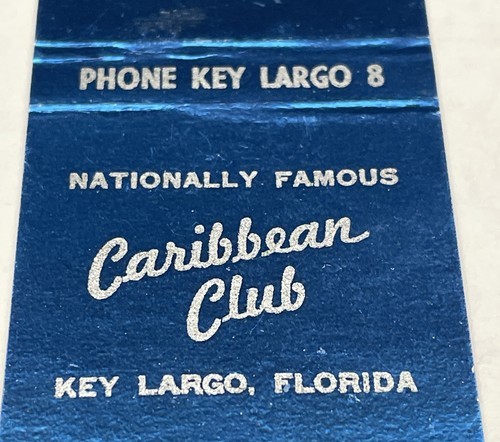 PHONE KEY LARGO 8
NATIONALLY FAMOUS
Caribbean
Club
KEY LARGO, FLORIDA